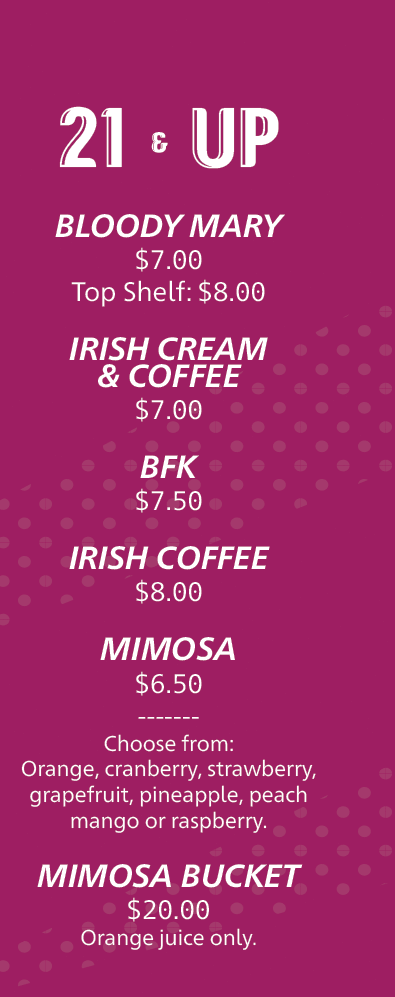 21 & UP
BLOODY MARY
$7.00
Top Shelf: $8.00
IRISH CREAM
& COFFEE
$7.00
BFK
$7.50
IRISH COFFEE
$8.00
MIMOSA
$6.50
-------
Choose from:
Orange, cranberry, strawberry,
grapefruit, pineapple, peach
mango or raspberry.
MIMOSA BUCKET
$20.00
Orange juice only.